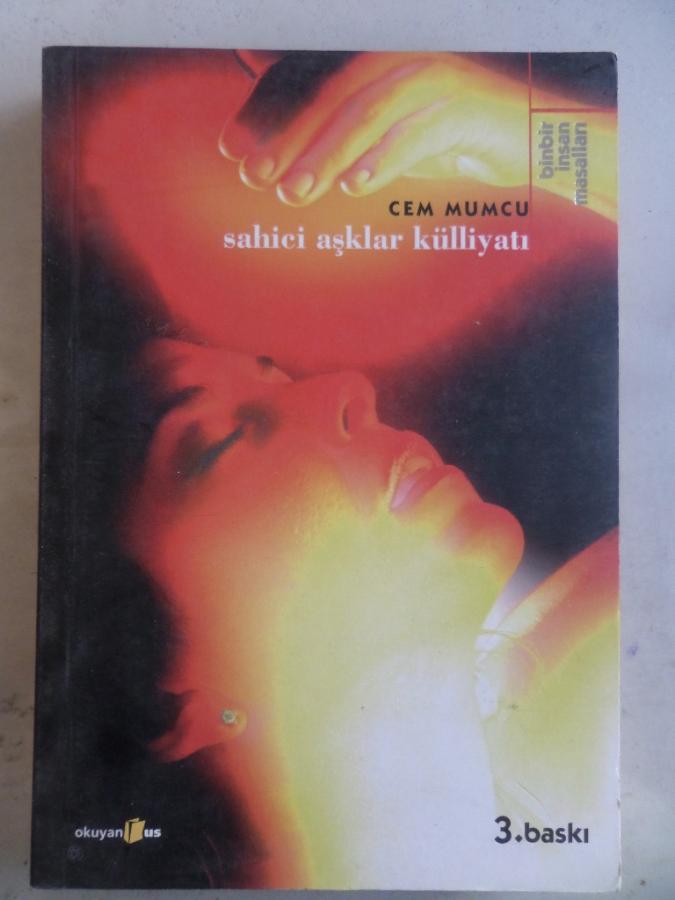 binbir
insan
masalları
CEM MUMCU
sahici aşklar külliyatı
okuyan us
3.baskı